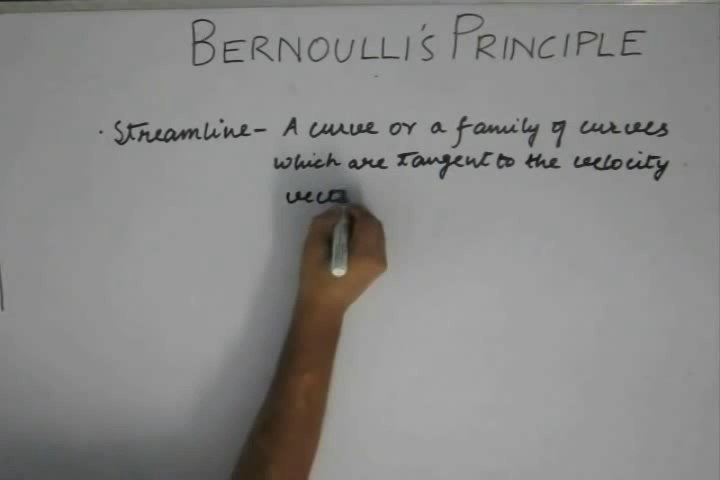 BERNOULLI'S PRINCIPLE
· Streamline - A curve or a family of curves
which are tangent to the velocity